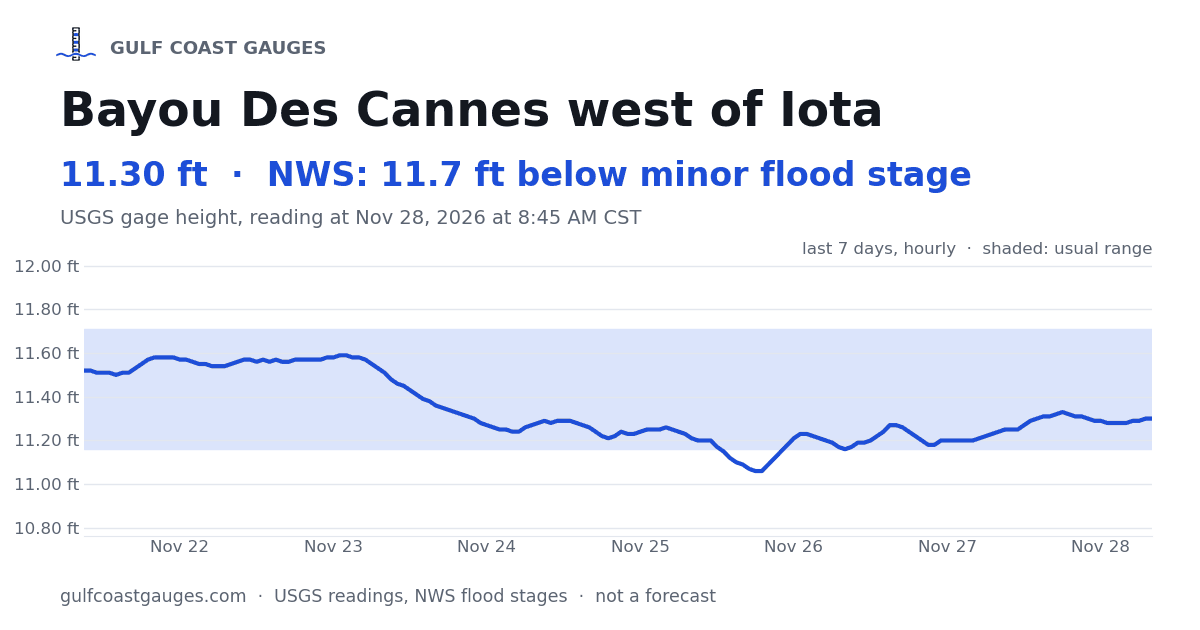 GULF COAST GAUGES
Bayou Des Cannes west of Iota
11.30 ft · NWS: 11.7 ft below minor flood stage
USGS gage height, reading at Nov 28, 2026 at 8:45 AM CST
last 7 days, hourly · shaded: usual range
12.00 ft
11.80 ft
11.60 ft
11.40 ft
11.20 ft
11.00 ft
10.80 ft
Nov 22 Nov 23 Nov 24 Nov 25 Nov 26 Nov 27 Nov 28
gulfcoastgauges.com · USGS readings, NWS flood stages · not a forecast